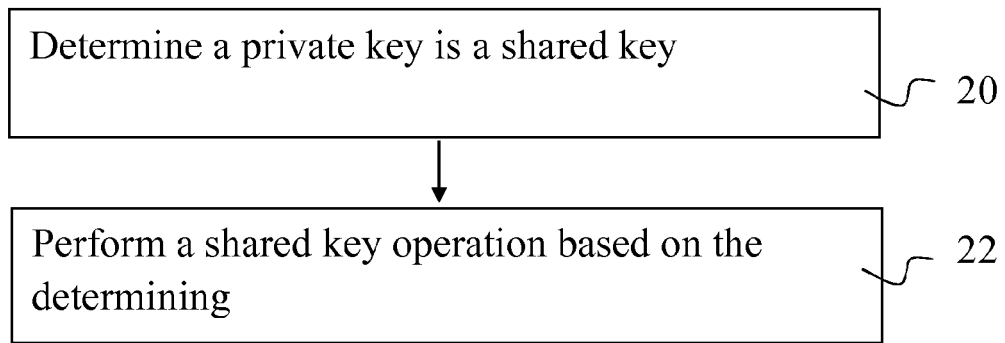 Determine a private key is a shared key
20
Perform a shared key operation based on the
determining
22